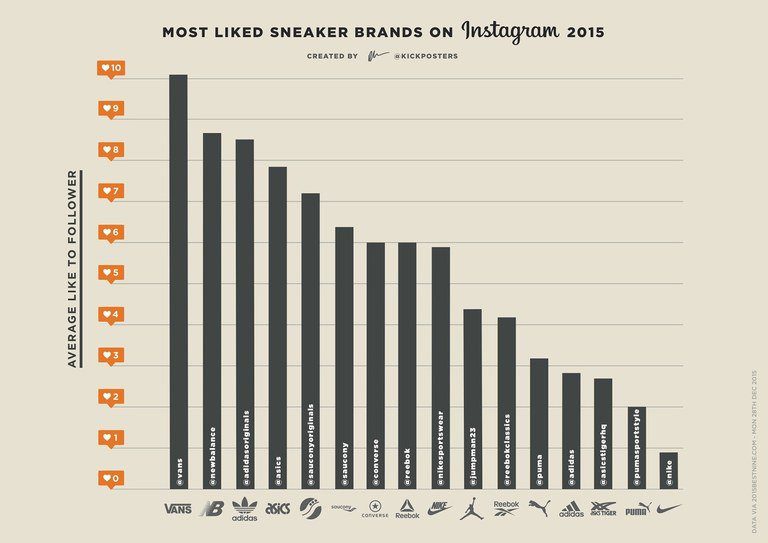 MOST LIKED SNEAKER BRANDS ON Instagram 2015
CREATED BY @KICKPOSTERS
AVERAGE LIKE TO FOLLOWER
10
9
8
7
6
5
4
3
2
1
0
@vans
@newbalance
@adidasoriginals
@asics
@sauconyoriginals
@saucony
@converse
@reebok
@nikesportswear
@jumpman23
@reebokclassics
@puma
@adidas
@asicstigerhq
@pumasportstyle
@nike
VANS
NB
adidas
asics
saucony
CONVERSE
Reebok
NIKE
Reebok
adidas
ASICS TIGER
PUMA
DATA VIA 2015BESTNINE.COM - MON 28TH DEC 2015